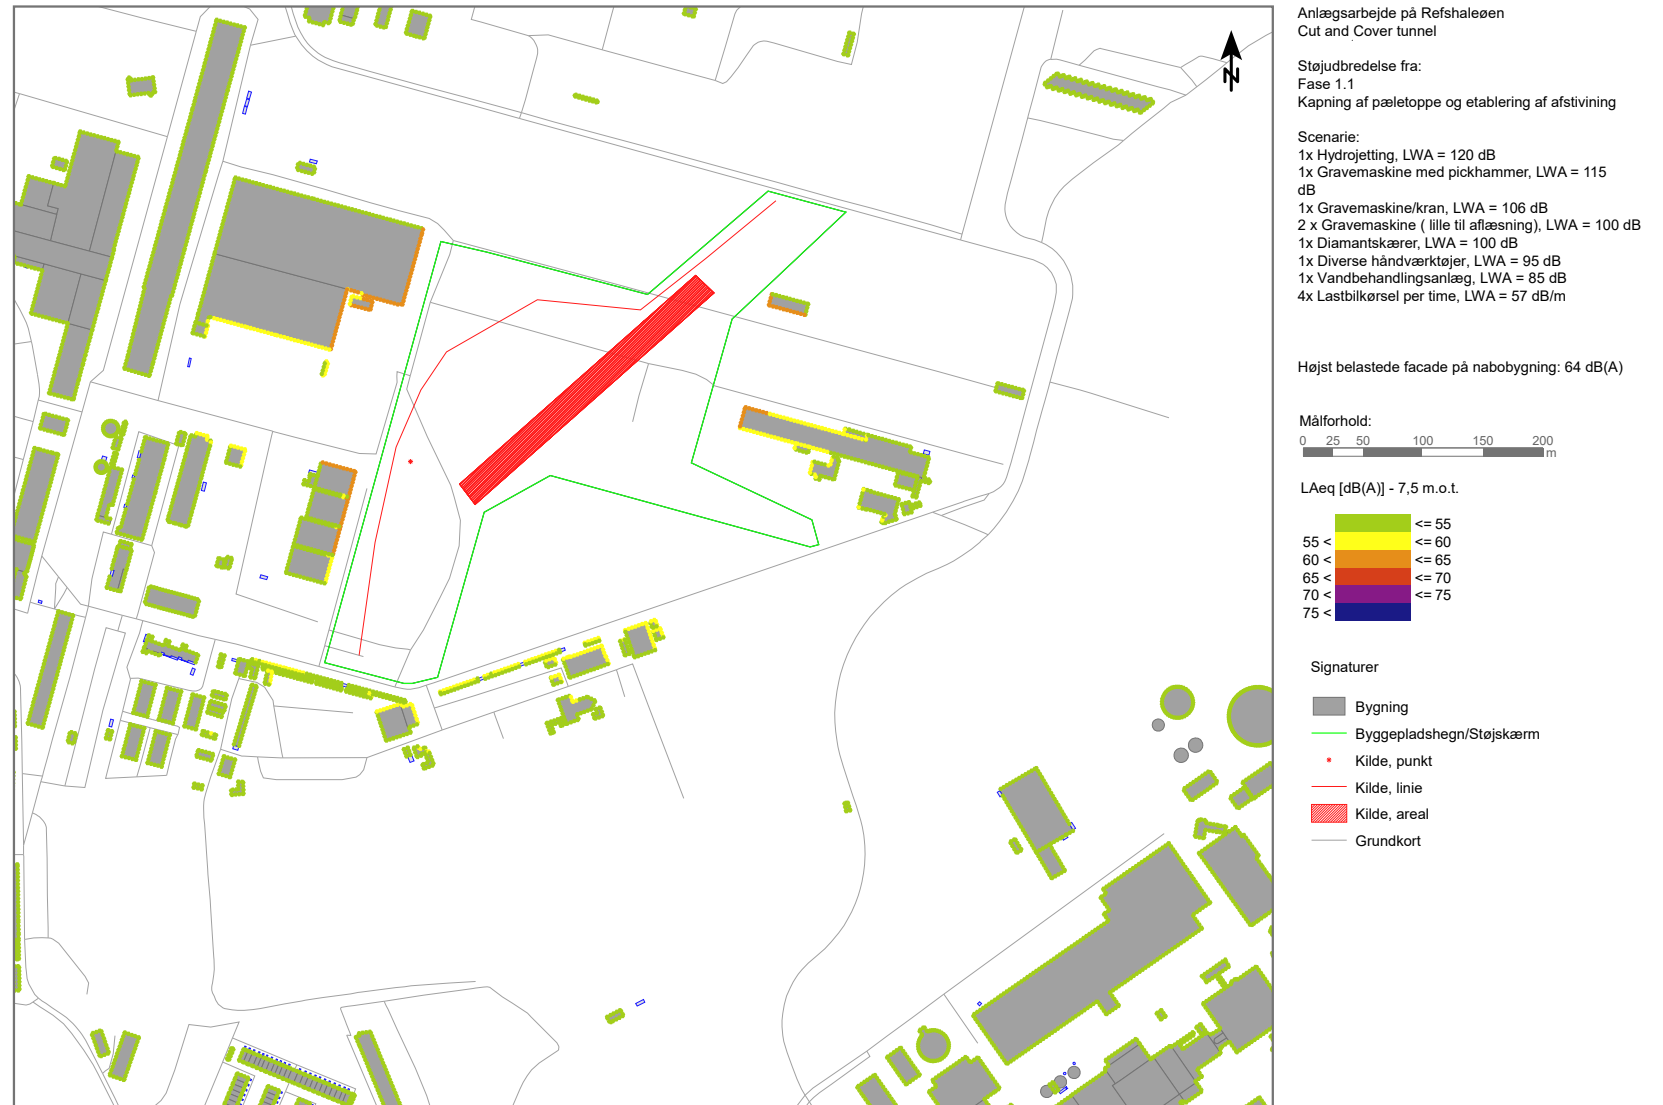 Anlægsarbejde på Refshaleøen
Cut and Cover tunnel
Støjudbredelse fra:
Fase 1.1
Kapning af pæletoppe og etablering af afstivining
Scenarie:
1x Hydrojetting, LWA = 120 dB
1x Gravemaskine med pickhammer, LWA = 115
dB
1x Gravemaskine/kran, LWA = 106 dB
2 x Gravemaskine ( lille til aflæsning), LWA = 100 dB
1x Diamantskærer, LWA = 100 dB
1x Diverse håndværktøjer, LWA = 95 dB
1x Vandbehandlingsanlæg, LWA = 85 dB
4x Lastbilkørsel per time, LWA = 57 dB/m
Højst belastede facade på nabobygning: 64 dB(A)
Målforhold:
0 25 50 100 150 200
m
LAeq [dB(A)] - 7,5 m.o.t.
<= 55
55 < <= 60
60 < <= 65
65 < <= 70
70 < <= 75
75 <
Signaturer
Bygning
Byggepladshegn/Støjskærm
Kilde, punkt
Kilde, linie
Kilde, areal
Grundkort
N